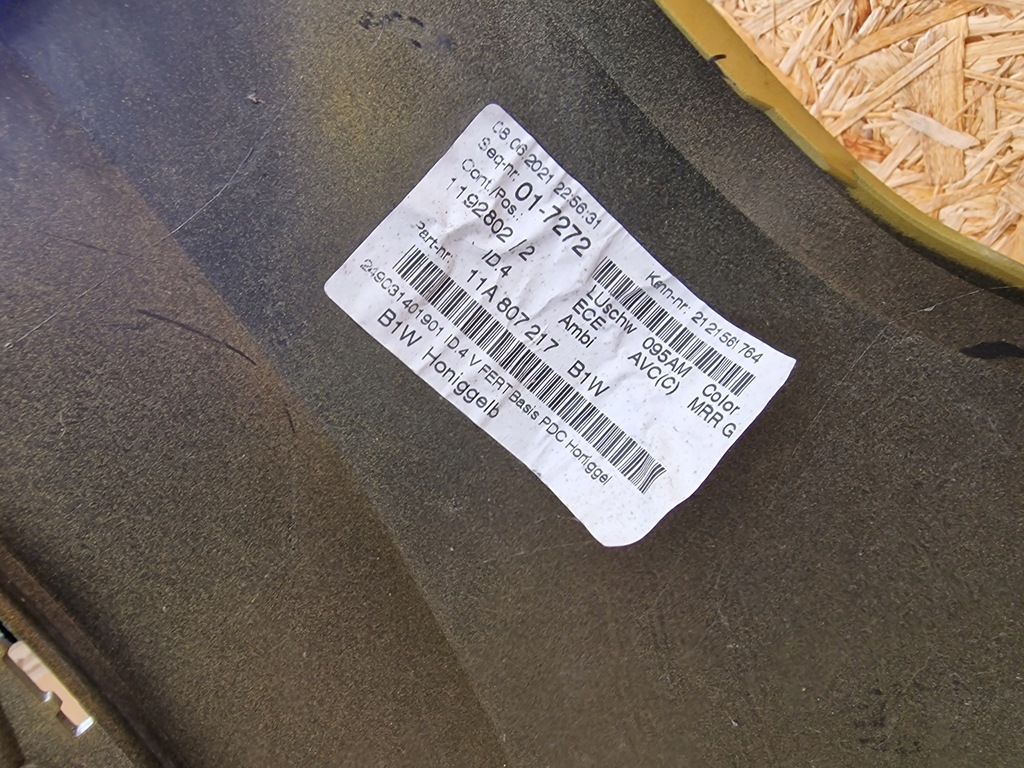 08 06 2021 22:56:31
Seq-nr. 01-7272
Cont./Pos.:
1192802 / 2
Kenn-nr: 2121561764
ID.4 LUschw 095AM Color
ECE AVC(C) MRR G
Ambi
Part-nr: 11A 807 217 B1W
249031401901 ID.4 V FERT Basis PDC Honiggel
B1W Honiggelb